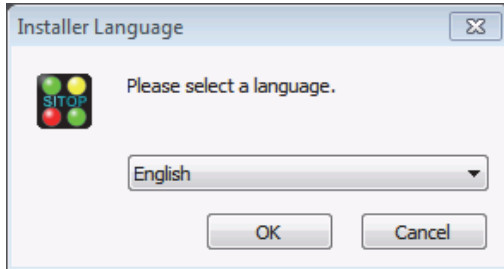 Installer Language
Please select a language.
SITOP
English
OK
Cancel